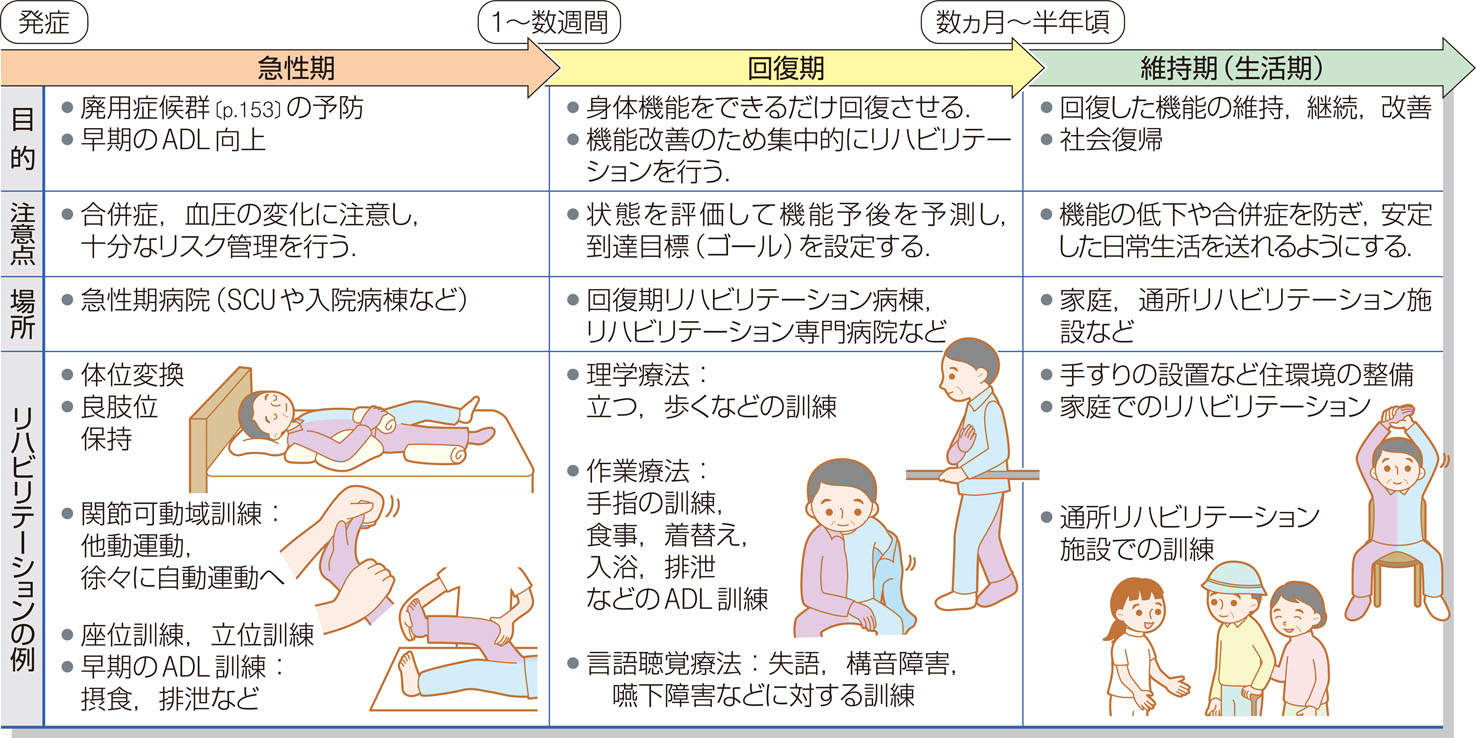 発症
1〜数週間
数ヵ月〜半年頃
急性期
回復期
維持期（生活期）
目的
● 廃用症候群〔p.153〕の予防
● 早期のADL向上
● 身体機能をできるだけ回復させる．
● 機能改善のため集中的にリハビリテー
ションを行う．
● 回復した機能の維持，継続，改善
● 社会復帰
注意点
● 合併症，血圧の変化に注意し，
十分なリスク管理を行う．
● 状態を評価して機能予後を予測し，
到達目標（ゴール）を設定する．
● 機能の低下や合併症を防ぎ，安定
した日常生活を送れるようにする．
場所
● 急性期病院（SCUや入院病棟など）
● 回復期リハビリテーション病棟，
リハビリテーション専門病院など
● 家庭，通所リハビリテーション施
設など
リハビリテーションの例
● 体位変換
● 良肢位
保持
● 関節可動域訓練：
他動運動，
徐々に自動運動へ
● 座位訓練，立位訓練
● 早期のADL訓練：
摂食，排泄など
● 理学療法：
立つ，歩くなどの訓練
● 作業療法：
手指の訓練，
食事，着替え，
入浴，排泄
などのADL訓練
● 言語聴覚療法：失語，構音障害，
嚥下障害などに対する訓練
● 手すりの設置など住環境の整備
● 家庭でのリハビリテーション
● 通所リハビリテーション
施設での訓練